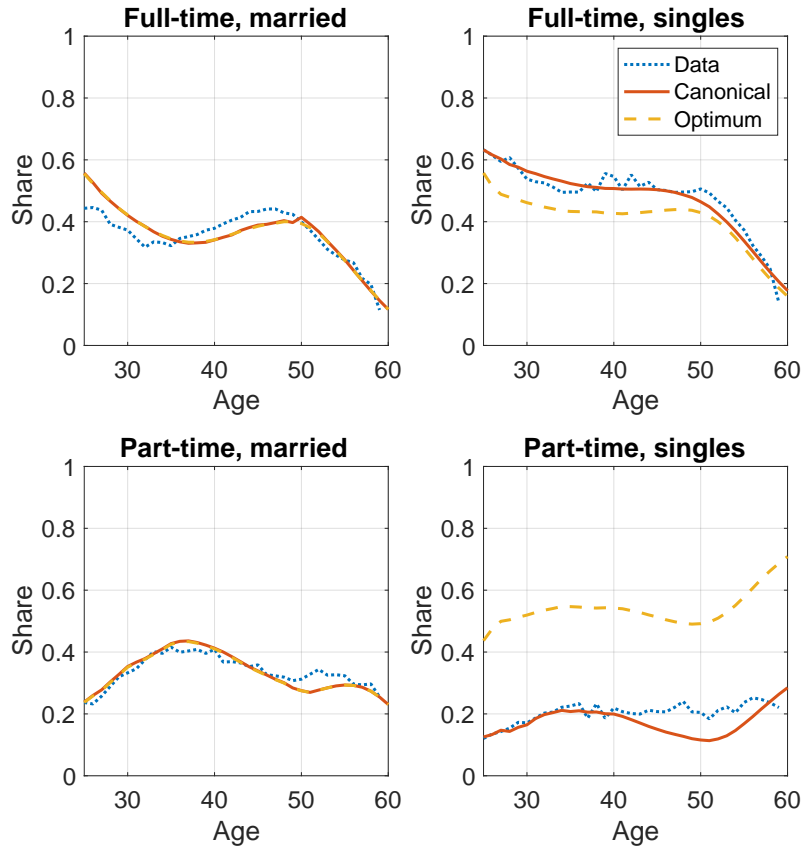 Full-time, married
1
0.8
0.6
0.4
0.2
0
Share
30 40 50 60
Age
Full-time, singles
1
0.8
0.6
0.4
0.2
0
Share
Data
Canonical
Optimum
30 40 50 60
Age
Part-time, married
1
0.8
0.6
0.4
0.2
0
Share
30 40 50 60
Age
Part-time, singles
1
0.8
0.6
0.4
0.2
0
Share
30 40 50 60
Age